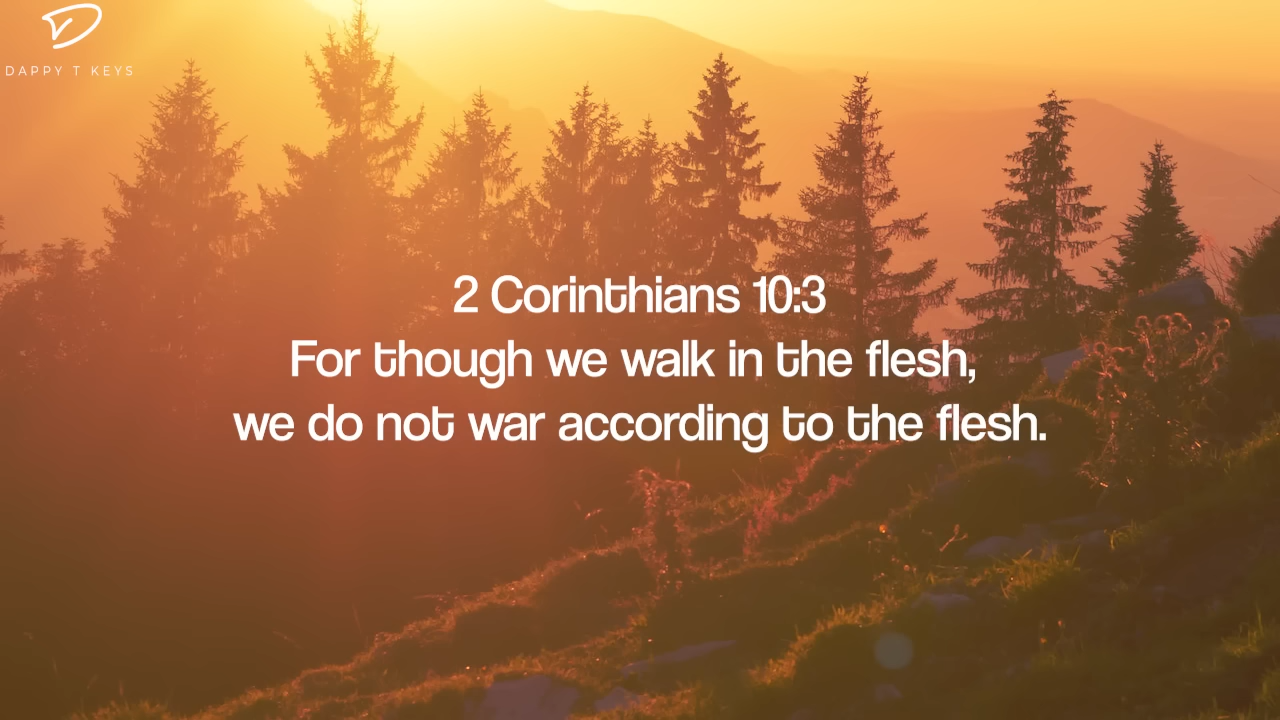 DAPPY T KEYS
2 Corinthians 10:3
For though we walk in the flesh,
we do not war according to the flesh.